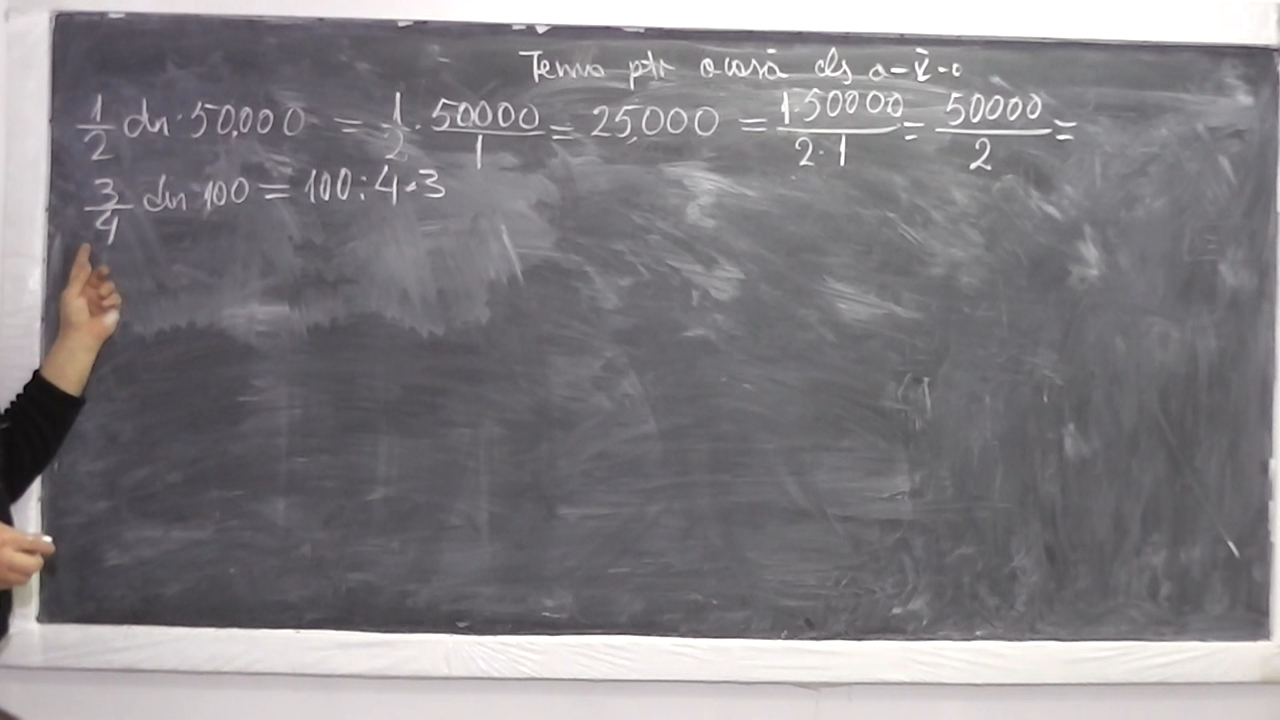 Tema ptr acasă
1/2 din 50.000 = 1/2 · 50000/1 = 25.000 = 1·50000/2·1 = 50000/2 =
3/4 din 100 = 100:4·3